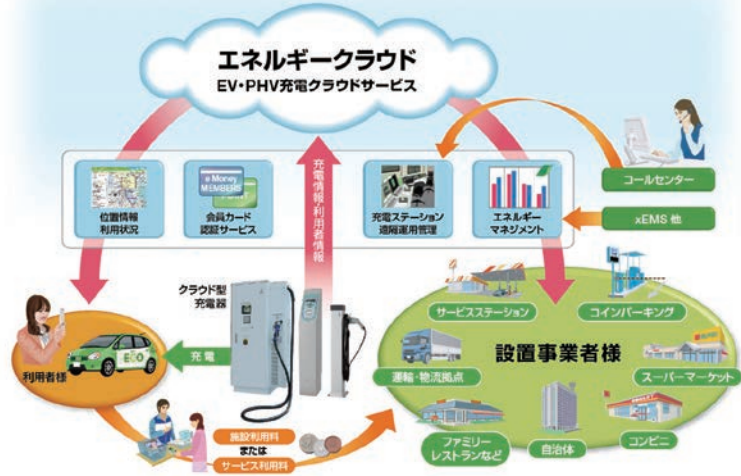 エネルギークラウド
EV・PHV充電クラウドサービス
位置情報
利用状況
e Money
MEMBERS
会員カード
認証サービス
充電情報・利用者情報
充電ステーション
遠隔運用管理
エネルギー
マネジメント
コールセンター
xEMS 他
クラウド型
充電器
利用者様
ECO
充電
施設利用料
または
サービス利用料
サービスステーション
コインパーキング
設置事業者様
運輸・物流拠点
スーパーマーケット
ファミリー
レストランなど
自治体
コンビニ